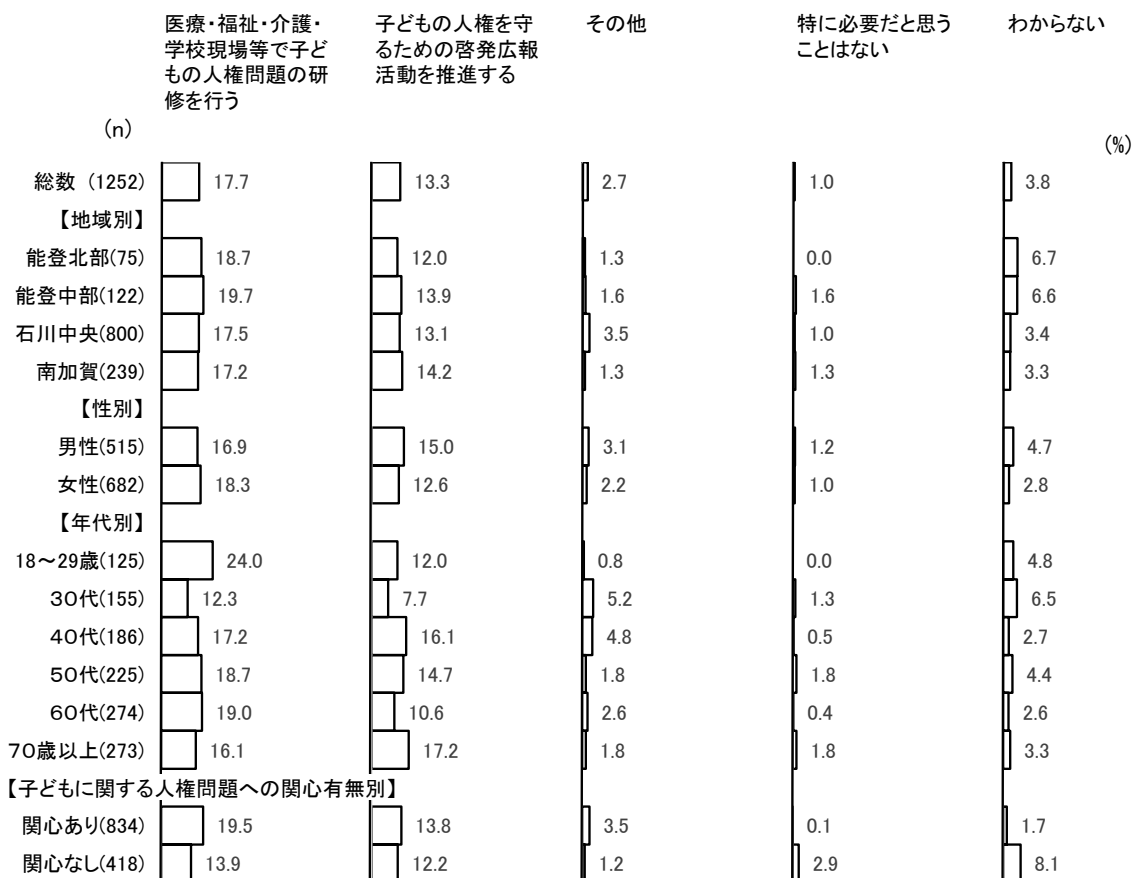 医療・福祉・介護・
学校現場等で子ど
もの人権問題の研
修を行う
子どもの人権を守
るための啓発広報
活動を推進する
その他
特に必要だと思う
ことはない
わからない
(n)
(%)
総数 (1252) 17.7 13.3 2.7 1.0 3.8
【地域別】
能登北部(75) 18.7 12.0 1.3 0.0 6.7
能登中部(122) 19.7 13.9 1.6 1.6 6.6
石川中央(800) 17.5 13.1 3.5 1.0 3.4
南加賀(239) 17.2 14.2 1.3 1.3 3.3
【性別】
男性(515) 16.9 15.0 3.1 1.2 4.7
女性(682) 18.3 12.6 2.2 1.0 2.8
【年代別】
18～29歳(125) 24.0 12.0 0.8 0.0 4.8
30代(155) 12.3 7.7 5.2 1.3 6.5
40代(186) 17.2 16.1 4.8 0.5 2.7
50代(225) 18.7 14.7 1.8 1.8 4.4
60代(274) 19.0 10.6 2.6 0.4 2.6
70歳以上(273) 16.1 17.2 1.8 1.8 3.3
【子どもに関する人権問題への関心有無別】
関心あり(834) 19.5 13.8 3.5 0.1 1.7
関心なし(418) 13.9 12.2 1.2 2.9 8.1